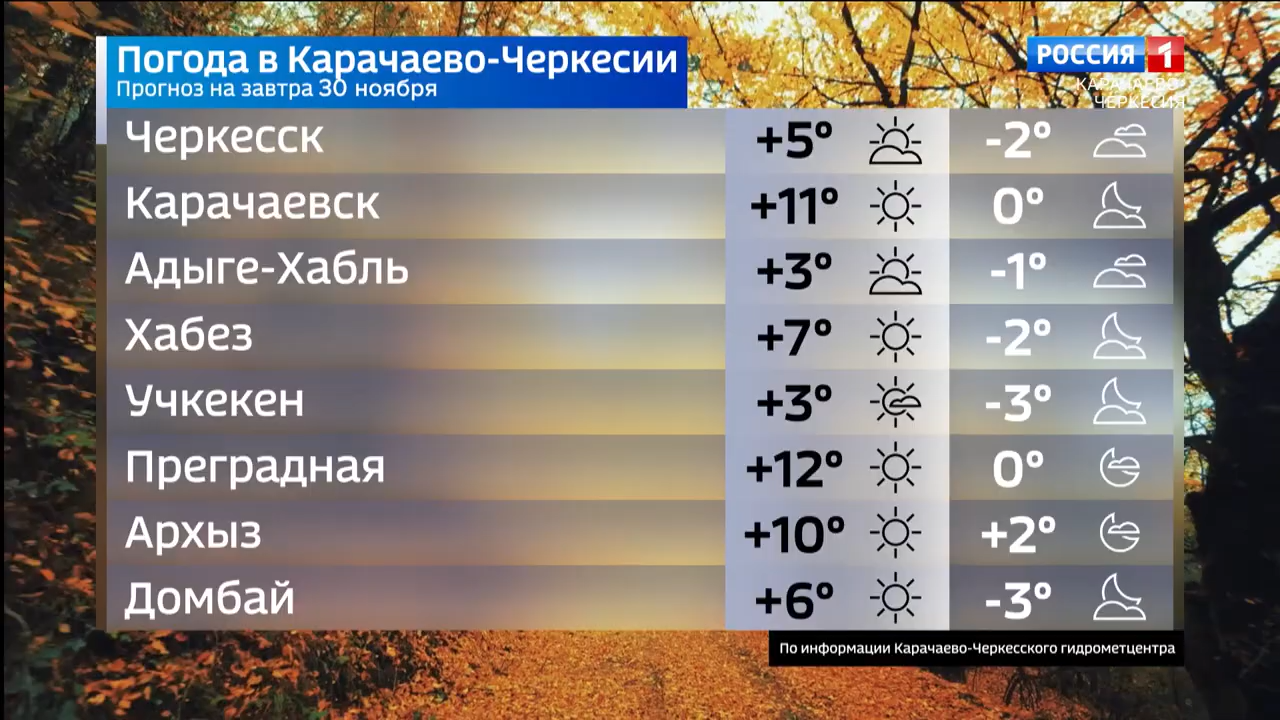 Погода в Карачаево-Черкесии
Прогноз на завтра 30 ноября
РОССИЯ 1
КАРАЧАЕВО-
ЧЕРКЕСИЯ
Черкесск +5° -2°
Карачаевск +11° 0°
Адыге-Хабль +3° -1°
Хабез +7° -2°
Учкекен +3° -3°
Преградная +12° 0°
Архыз +10° +2°
Домбай +6° -3°
По информации Карачаево-Черкесского гидрометцентра